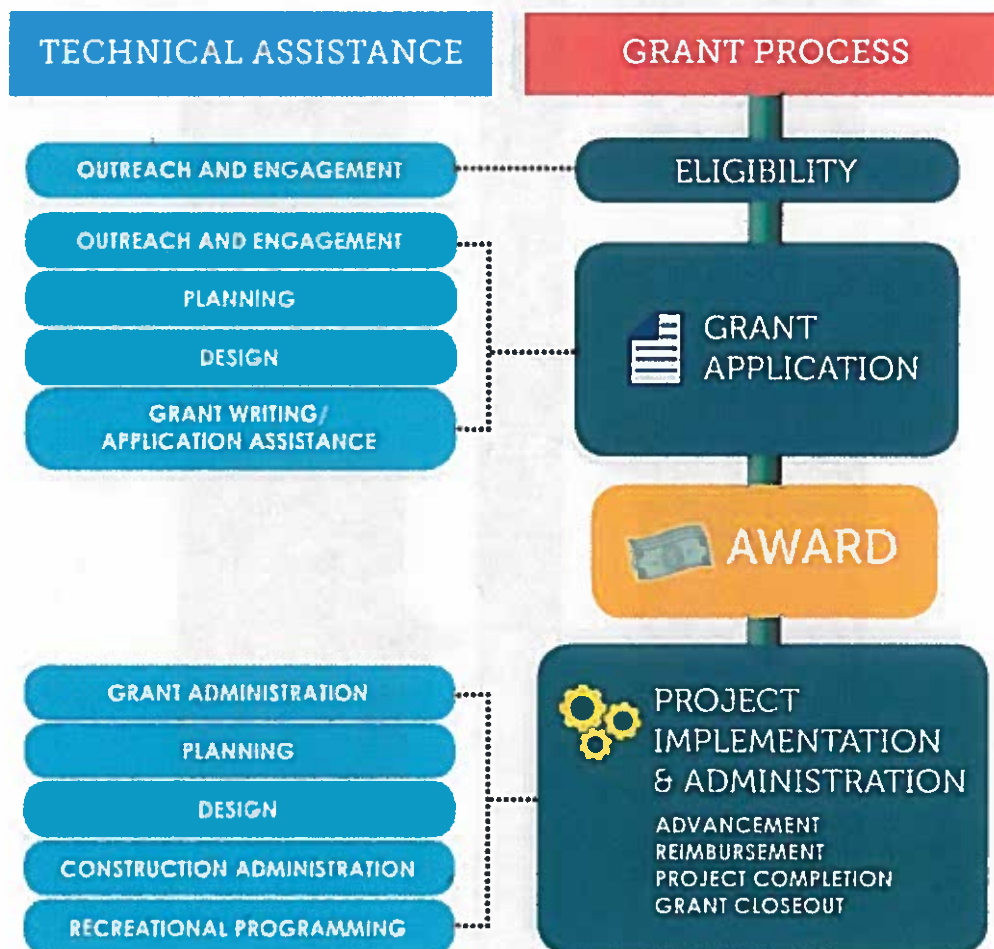 TECHNICAL ASSISTANCE
GRANT PROCESS
OUTREACH AND ENGAGEMENT
ELIGIBILITY
OUTREACH AND ENGAGEMENT
PLANNING
DESIGN
GRANT WRITING/
APPLICATION ASSISTANCE
GRANT
APPLICATION
AWARD
GRANT ADMINISTRATION
PLANNING
DESIGN
CONSTRUCTION ADMINISTRATION
RECREATIONAL PROGRAMMING
PROJECT
IMPLEMENTATION
& ADMINISTRATION
ADVANCEMENT
REIMBURSEMENT
PROJECT COMPLETION
GRANT CLOSEOUT